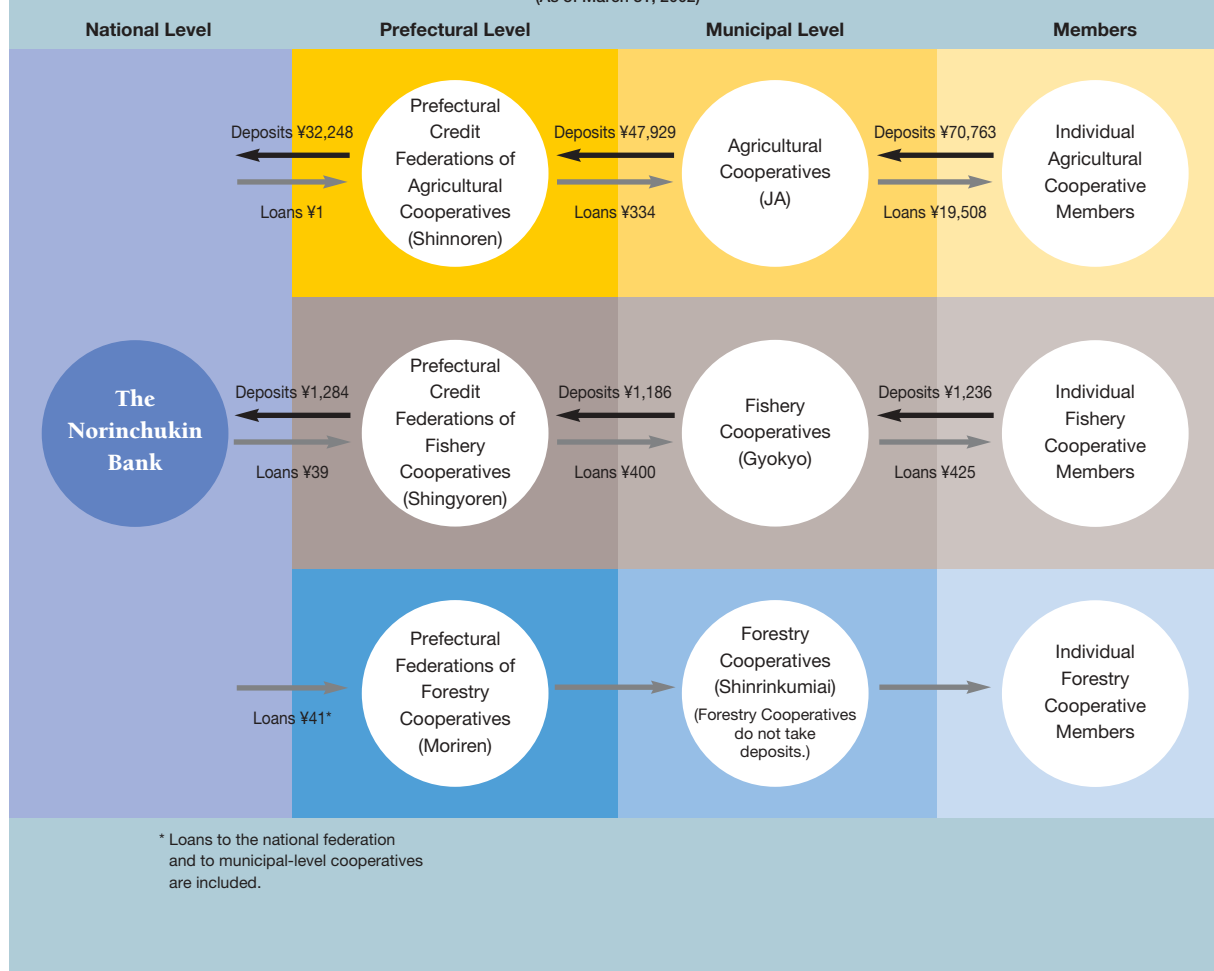 (As of March 31, 2002)
National Level
Prefectural Level
Municipal Level
Members
Deposits ¥32,248
Loans ¥1
Prefectural
Credit
Federations of
Agricultural
Cooperatives
(Shinnoren)
Deposits ¥47,929
Loans ¥334
Agricultural
Cooperatives
(JA)
Deposits ¥70,763
Loans ¥19,508
Individual
Agricultural
Cooperative
Members
The
Norinchukin
Bank
Deposits ¥1,284
Loans ¥39
Prefectural
Credit
Federations of
Fishery
Cooperatives
(Shingyoren)
Deposits ¥1,186
Loans ¥400
Fishery
Cooperatives
(Gyokyo)
Deposits ¥1,236
Loans ¥425
Individual
Fishery
Cooperative
Members
Loans ¥41*
Prefectural
Federations of
Forestry
Cooperatives
(Moriren)
Forestry
Cooperatives
(Shinrinkumiai)
(Forestry Cooperatives
do not take
deposits.)
Individual
Forestry
Cooperative
Members
* Loans to the national federation
and to municipal-level cooperatives
are included.